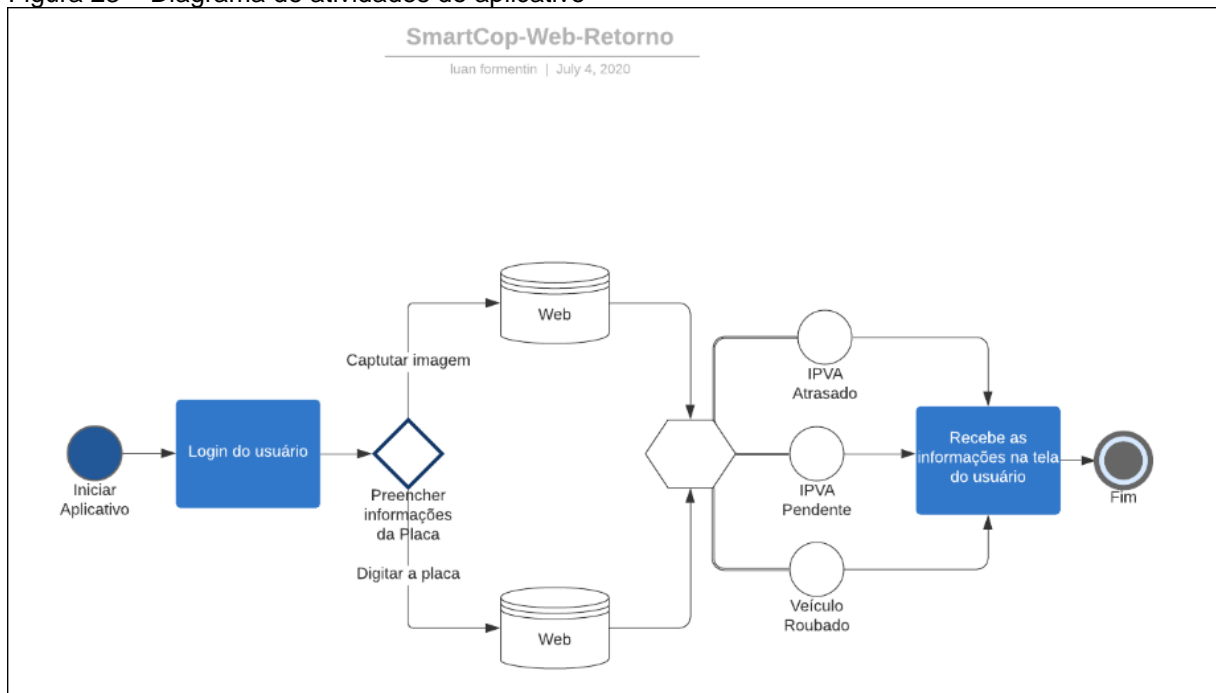 SmartCop-Web-Retorno
luan formentin | July 4, 2020
Iniciar
Aplicativo
Login do usuário
Preencher
informações
da Placa
Captutar imagem
Digitar a placa
Web
Web
IPVA
Atrasado
IPVA
Pendente
Veículo
Roubado
Recebe as
informações na tela
do usuário
Fim